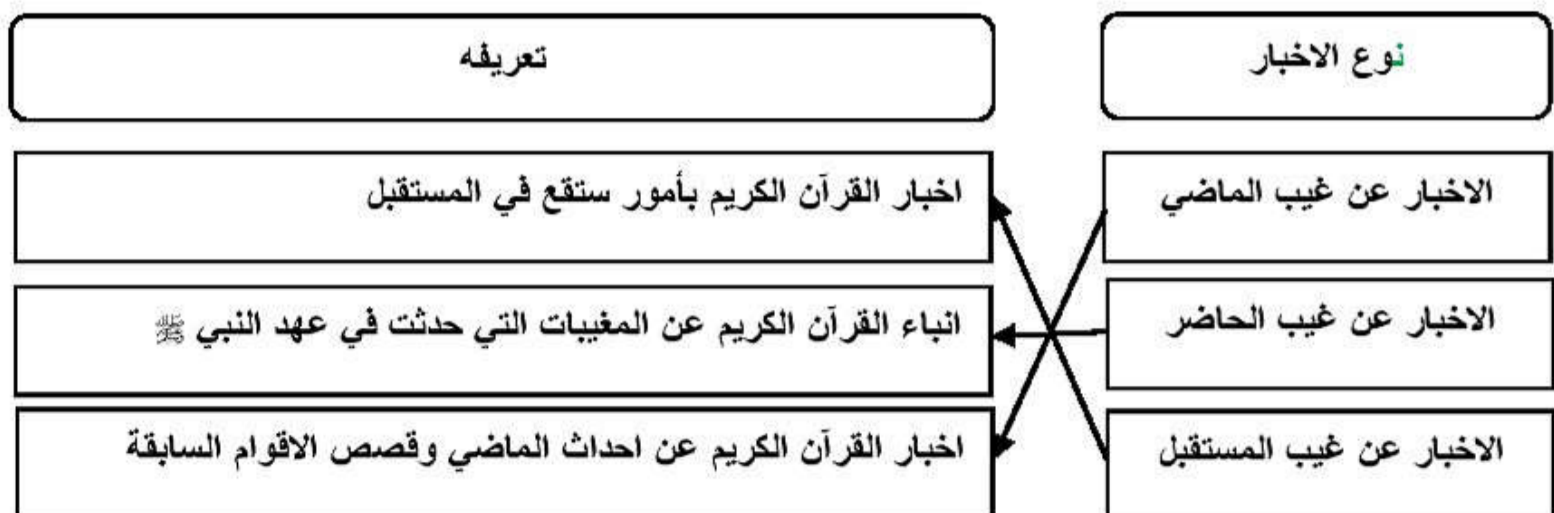 نوع الاخبار
تعريفه
الاخبار عن غيب الماضي
اخبار القرآن الكريم بأمور ستقع في المستقبل
الاخبار عن غيب الحاضر
انباء القرآن الكريم عن المغيبات التي حدثت في عهد النبي ﷺ
الاخبار عن غيب المستقبل
اخبار القرآن الكريم عن احداث الماضي وقصص الاقوام السابقة